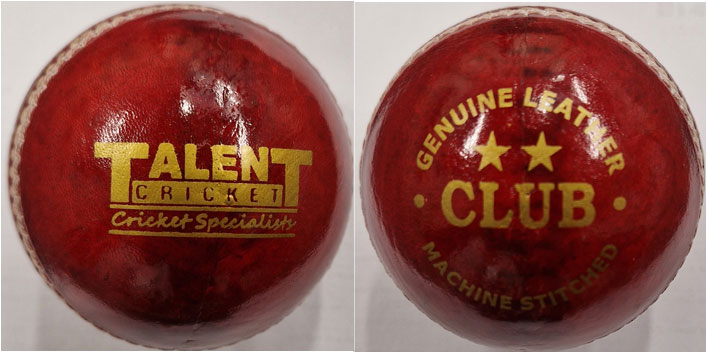 TALENT
CRICKET
Cricket Specialists
GENUINE LEATHER
• CLUB •
MACHINE STITCHED